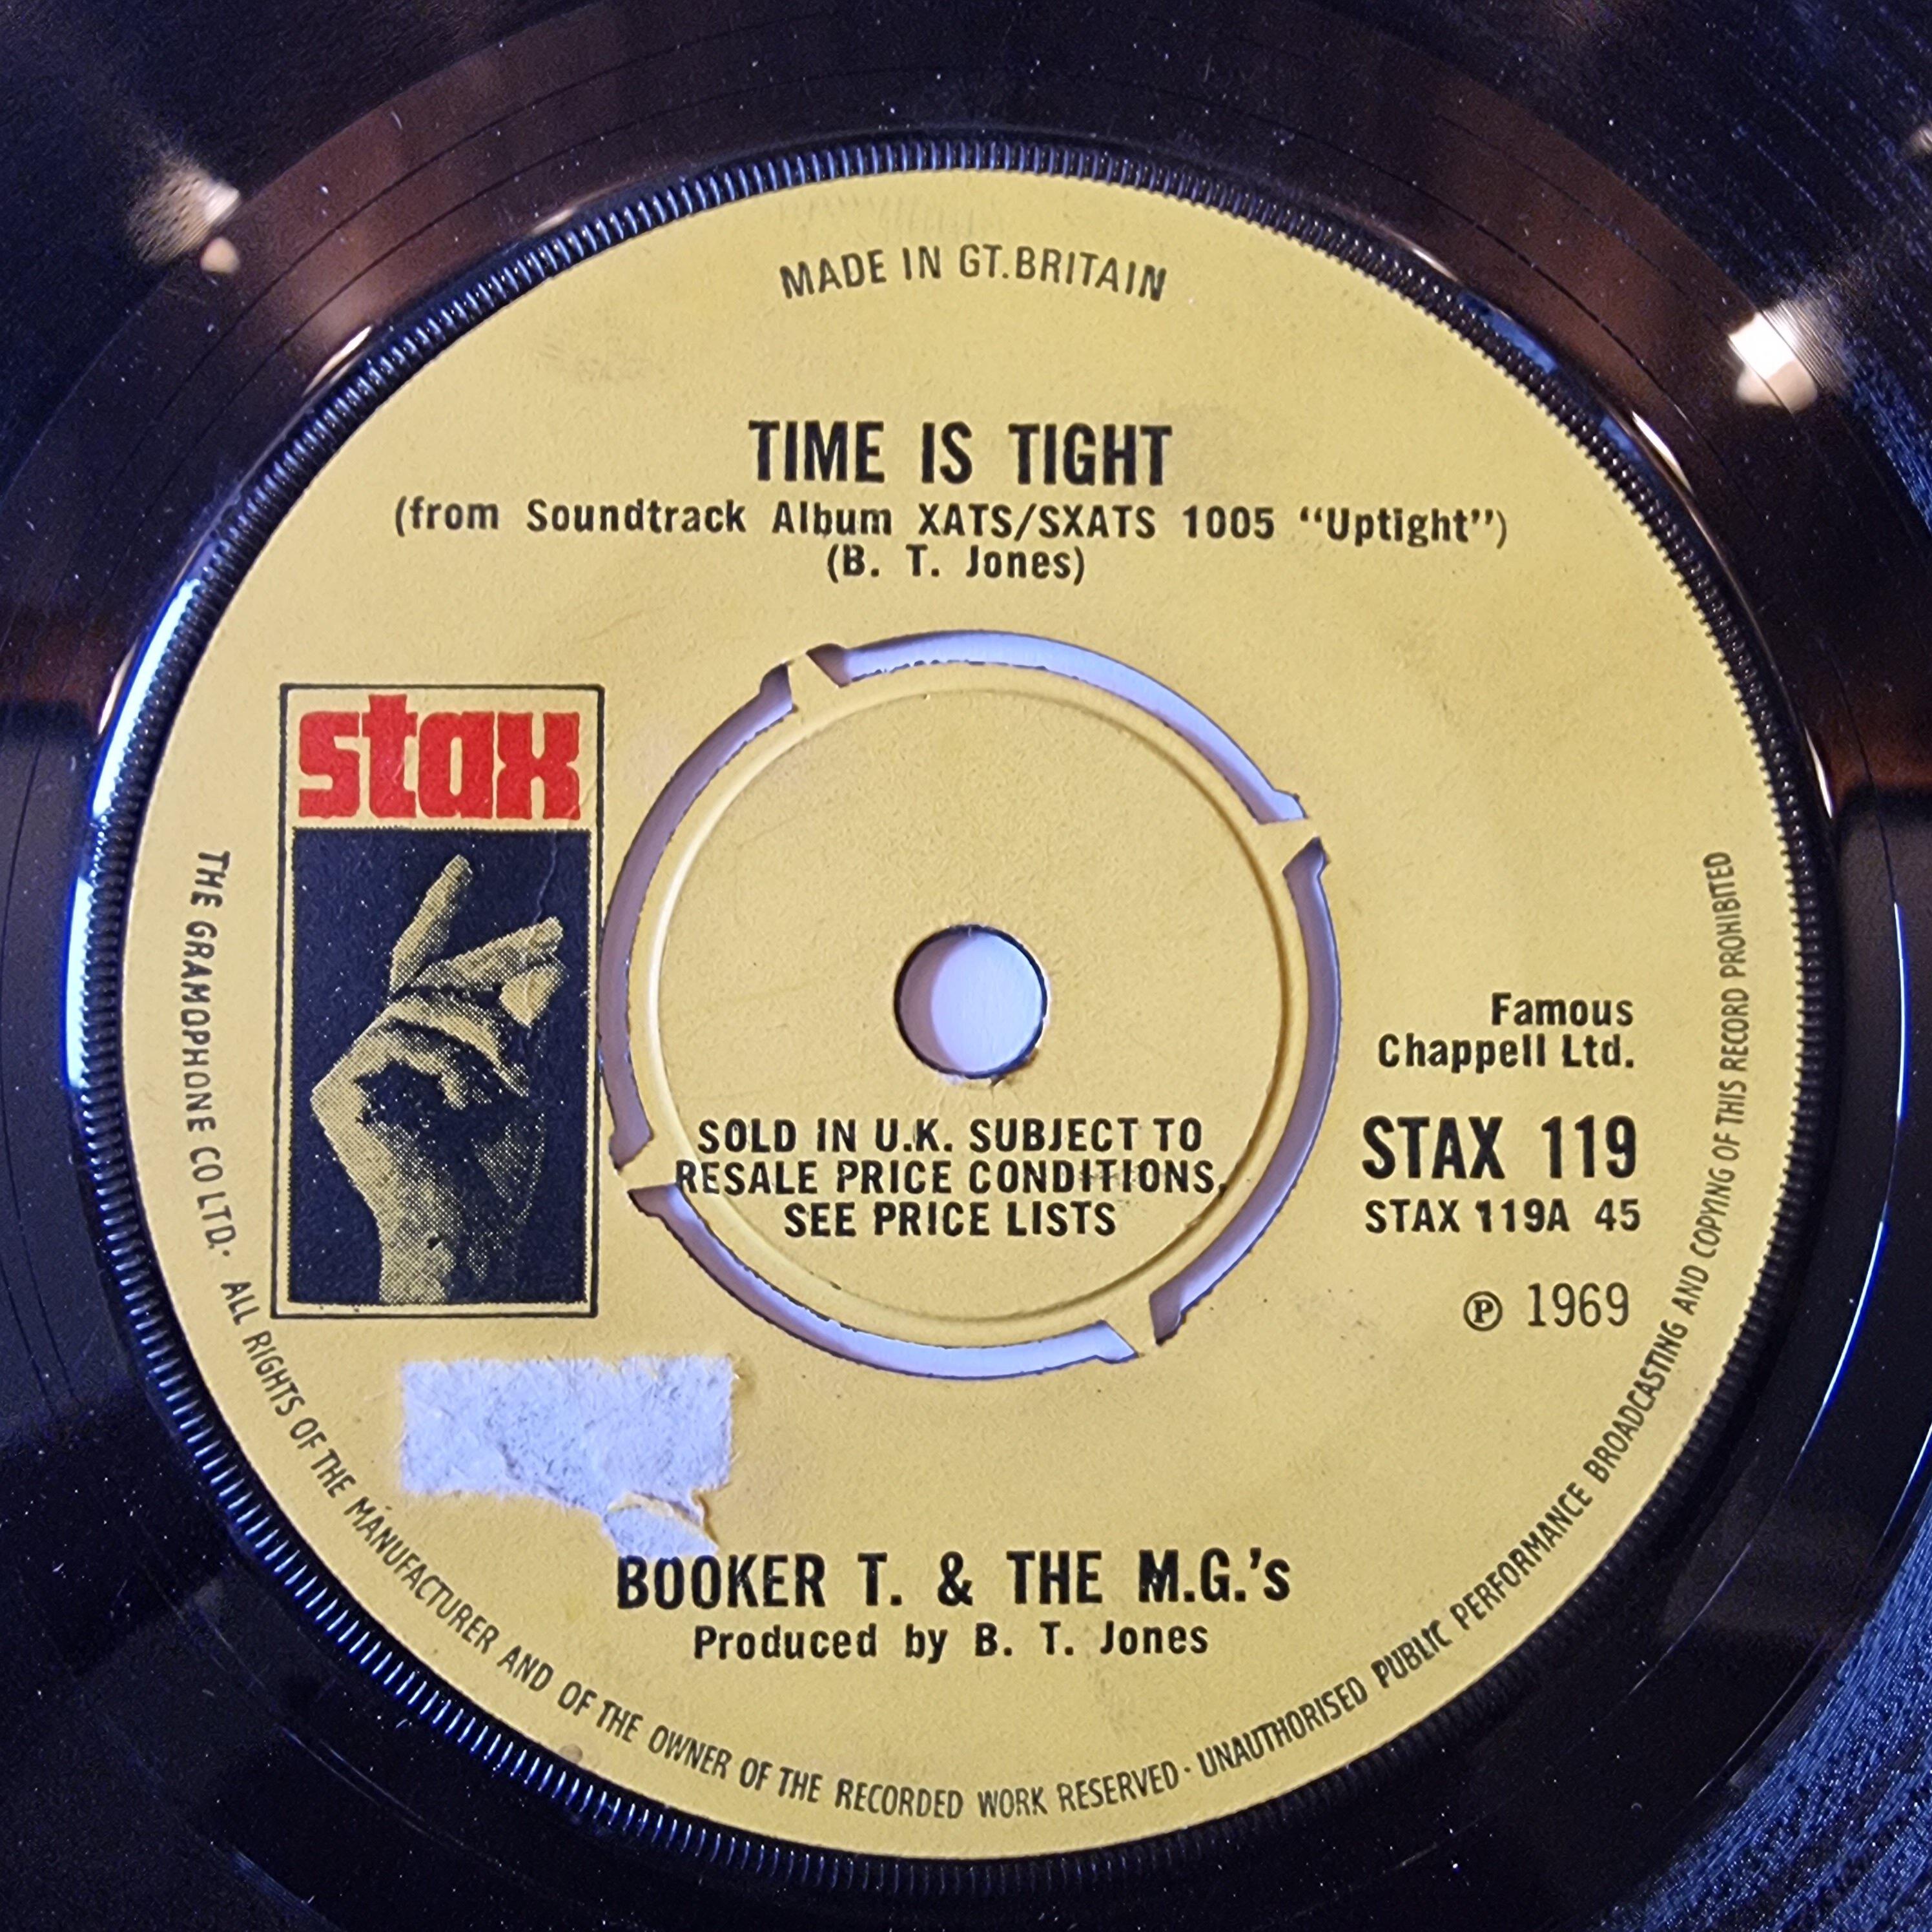 MADE IN GT.BRITAIN
TIME IS TIGHT
(from Soundtrack Album XATS/SXATS 1005 “Uptight”)
(B. T. Jones)
stax
SOLD IN U.K. SUBJECT TO
RESALE PRICE CONDITIONS,
SEE PRICE LISTS
Famous
Chappell Ltd.
STAX 119
STAX 119A 45
℗ 1969
BOOKER T. & THE M.G.’s
Produced by B. T. Jones
THE GRAMOPHONE CO LTD. · ALL RIGHTS OF THE MANUFACTURER AND OF THE OWNER OF THE RECORDED WORK RESERVED · UNAUTHORISED PUBLIC PERFORMANCE BROADCASTING AND COPYING OF THIS RECORD PROHIBITED